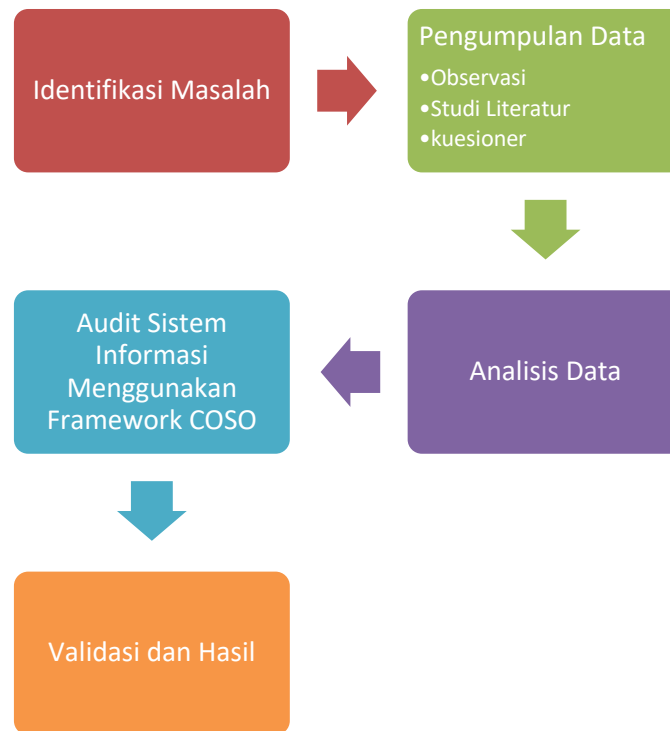 Identifikasi Masalah
Pengumpulan Data
•Observasi
•Studi Literatur
•kuesioner
Analisis Data
Audit Sistem
Informasi
Menggunakan
Framework COSO
Validasi dan Hasil